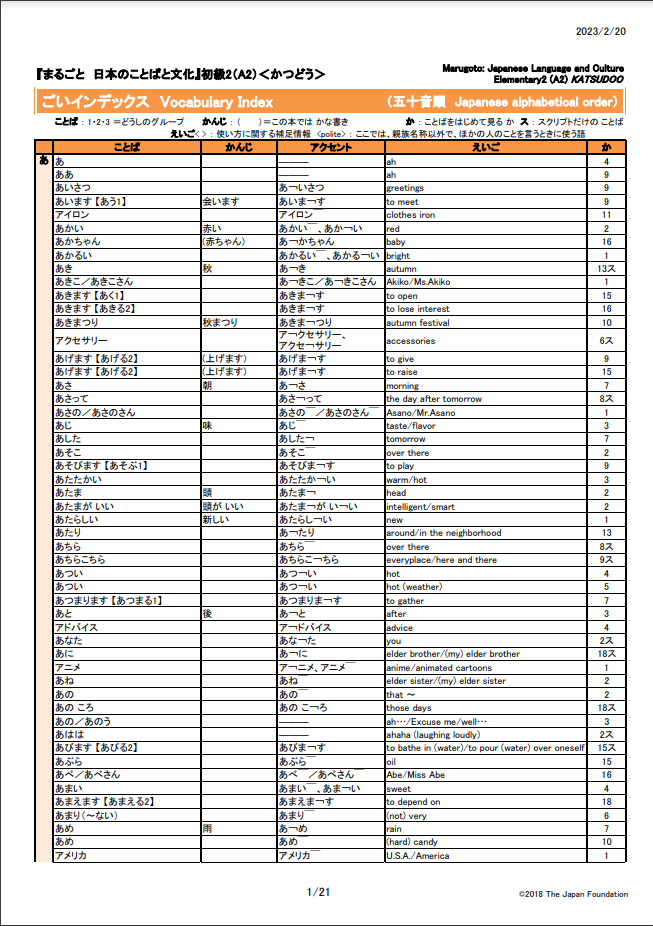 2023/2/20
『まるごと 日本のことばと文化』初級2(A2)＜かつどう＞
Marugoto: Japanese Language and Culture
Elementary2 (A2) KATSUDOO
ごいインデックス Vocabulary Index （五十音順 Japanese alphabetical order）
ことば：1・2・3＝どうしのグループ かんじ：（ ）＝この本では かな書き か：ことばをはじめて見る か ス：スクリプトだけの ことば
えいご＜＞：使い方に関する補足情報 <polite>：ここでは、親族名称以外で、ほかの人のことを言うときに使う語
ことば かんじ アクセント えいご か
あ あ ―――― ah 4
ああ ―――― ah 9
あいさつ あ￢いさつ greetings 9
あいます【あう1】 会います あいま￢す to meet 9
アイロン アイロン￣ clothes iron 11
あかい 赤い あかい￣、あか￢い red 2
あかちゃん (赤ちゃん) あ￢かちゃん baby 16
あかるい あかるい￣、あかる￢い bright 1
あき 秋 あ￢き autumn 13ス
あきこ／あきこさん あ￢きこ／あ￢きこさん Akiko/Ms.Akiko 1
あきます【あく1】 あきま￢す to open 15
あきます【あきる2】 あきま￢す to lose interest 16
あきまつり 秋まつり あきま￢つり autumn festival 10
アクセサリー ア￢クセサリー、 accessories 6ス
アクセ￢サリー
あげます【あげる2】 (上げます) あげま￢す to give 9
あげます【あげる2】 (上げます) あげま￢す to raise 15
あさ 朝 あ￢さ morning 7
あさって あさ￢って the day after tomorrow 8ス
あさの／あさのさん あさの￣／あさのさん￣ Asano/Mr.Asano 1
あじ 味 あじ￣ taste/flavor 3
あした あした￢ tomorrow 7
あそこ あそこ￣ over there 2
あそびます【あそぶ1】 あそびま￢す to play 9
あたたかい あたたか￢い warm/hot 3
あたま 頭 あたま￢ head 2
あたまが いい 頭が いい あたま￢が い￢い intelligent/smart 2
あたらしい 新しい あたらし￢い new 1
あたり あ￢たり around/in the neighborhood 13
あちら あちら￣ over there 8ス
あちらこちら あちらこ￢ちら everyplace/here and there 9ス
あつい あつ￢い hot 4
あつい あつ￢い hot (weather) 5
あつまります【あつまる1】 あつまりま￢す to gather 7
あと 後 あ￢と after 3
アドバイス ア￢ドバイス advice 4
あなた あな￢た you 2ス
あに あ￢に elder brother/(my) elder brother 18ス
アニメ ア￢ニメ、アニメ￣ anime/animated cartoons 1
あね あね￣ elder sister/(my) elder sister 2
あの あの￣ that ～ 2
あの ころ あの こ￢ろ those days 18ス
あの／あのう ―――― ah…/Excuse me/well… 3
あはは ―――― ahaha (laughing loudly) 2ス
あびます【あびる2】 あびま￢す to bathe in (water)/to pour (water) over oneself 15ス
あぶら あぶら￣ oil 15
あべ／あべさん あべ￣／あべさん￣ Abe/Miss Abe 16
あまい あまい￣、あま￢い sweet 4
あまえます【あまえる2】 あまえま￢す to depend on 18
あまり(～ない) あまり￣ (not) very 6
あめ 雨 あ￢め rain 7
あめ あめ￣ (hard) candy 10
アメリカ アメリカ￣ U.S.A./America 1
1/21
©2018 The Japan Foundation